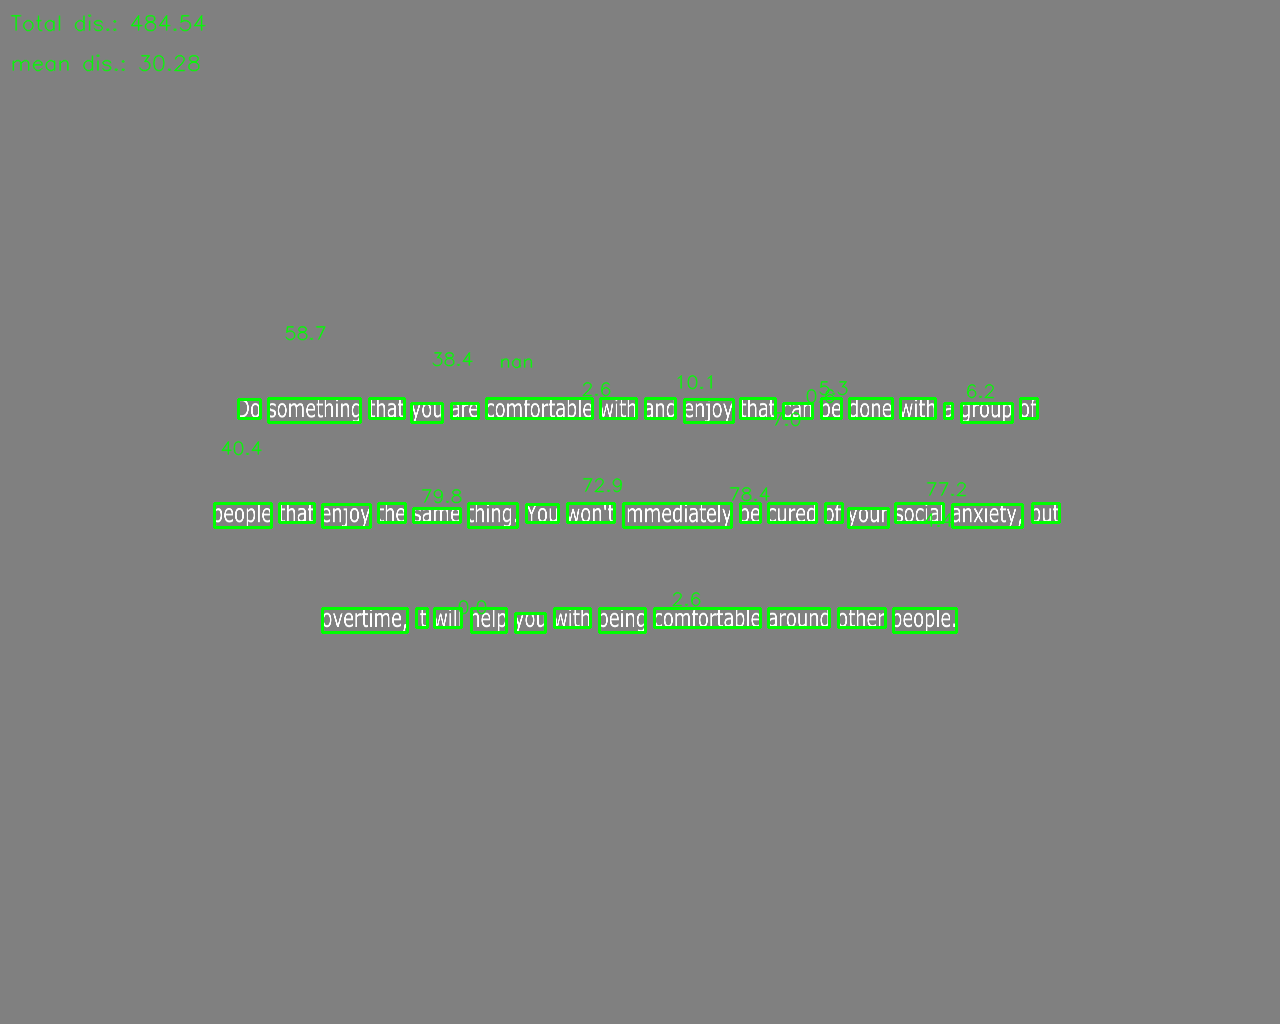 Total dis.: 484.54
mean dis.: 30.28
58.7
38.4 nan
2.6 10.1 5.3 6.2
Do something that you are comfortable with and enjoy that can be done with a group of
7.0
40.4
79.8 72.9 78.4 77.2
people that enjoy the same thing. You won't immediately be cured of your social anxiety, but
0.0 2.6
overtime, it will help you with being comfortable around other people.